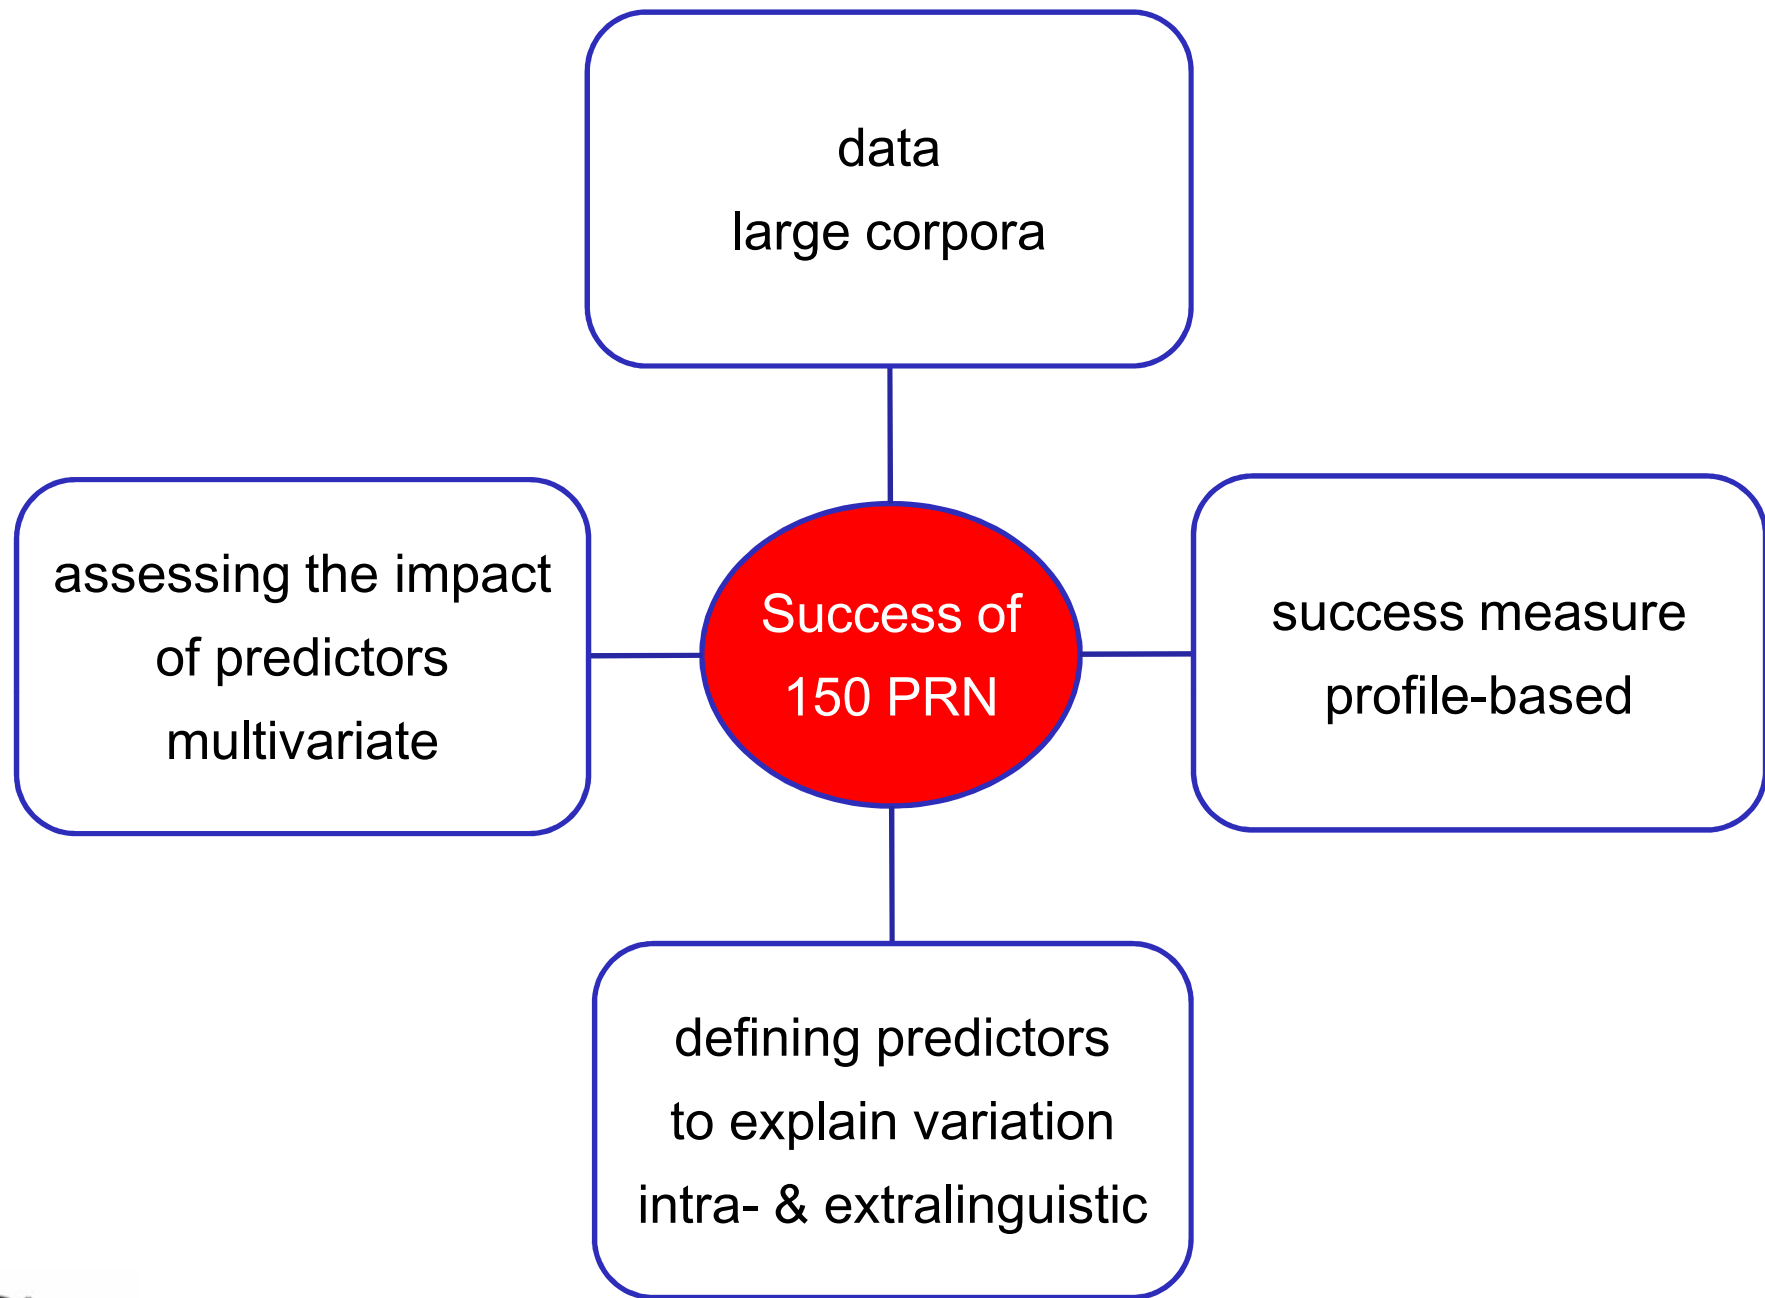 data
large corpora
assessing the impact
of predictors
multivariate
Success of
150 PRN
success measure
profile-based
defining predictors
to explain variation
intra- & extralinguistic